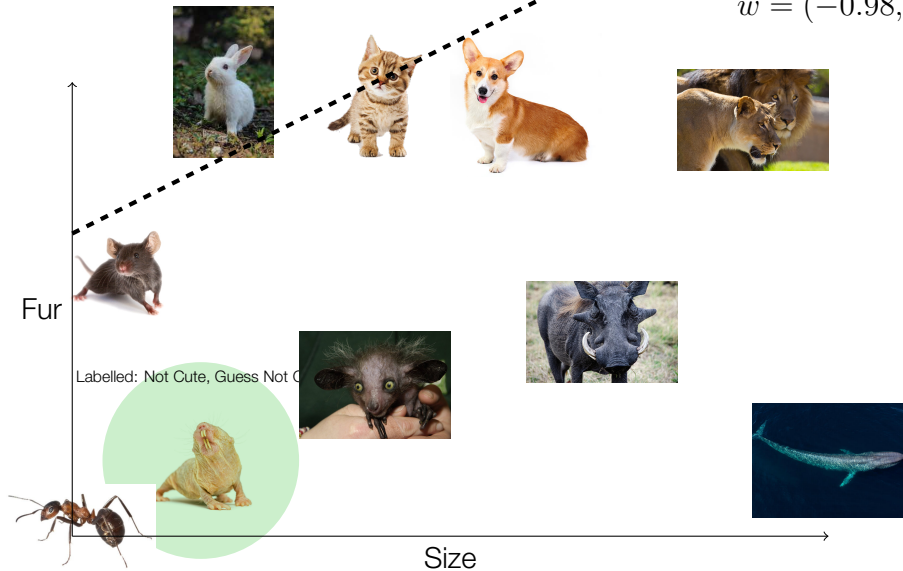 w = (−0.98,
Fur
Labelled: Not Cute, Guess Not
Size